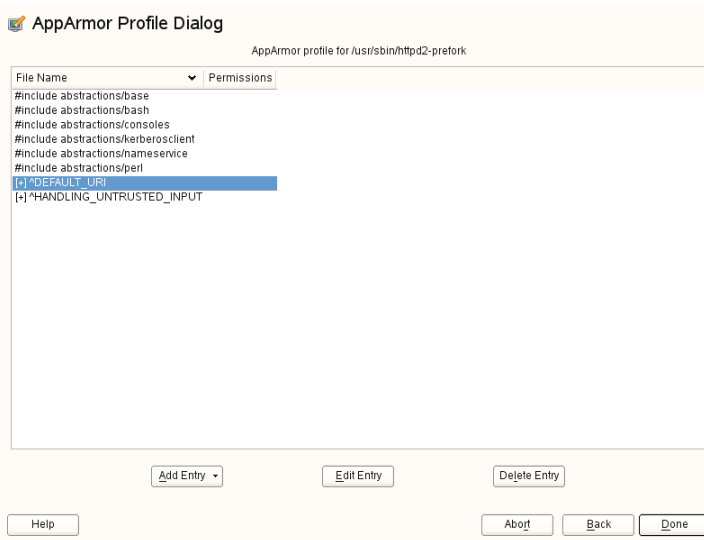 AppArmor Profile Dialog
AppArmor profile for /usr/sbin/httpd2-prefork
File Name Permissions
#include abstractions/base
#include abstractions/bash
#include abstractions/consoles
#include abstractions/kerberosclient
#include abstractions/nameservice
#include abstractions/perl
[+] ^DEFAULT_URI
[+] ^HANDLING_UNTRUSTED_INPUT
Add Entry Edit Entry Delete Entry
Help Abort Back Done